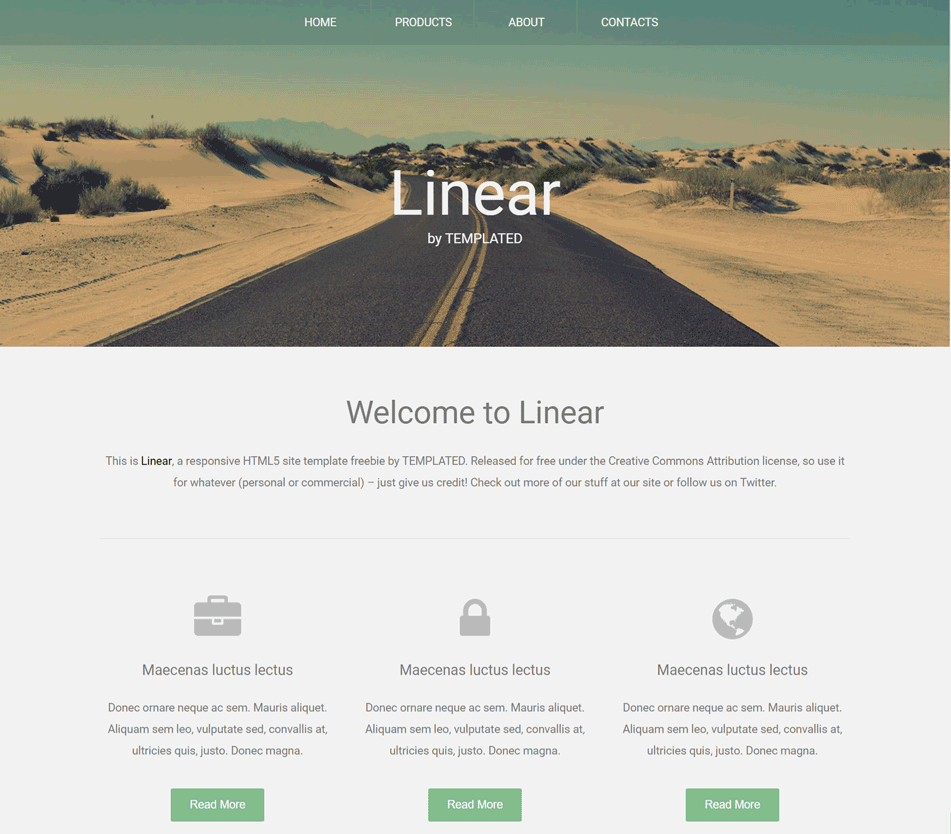 HOME PRODUCTS ABOUT CONTACTS
Linear
by TEMPLATED
Welcome to Linear
This is Linear, a responsive HTML5 site template freebie by TEMPLATED. Released for free under the Creative Commons Attribution license, so use it
for whatever (personal or commercial) – just give us credit! Check out more of our stuff at our site or follow us on Twitter.
Maecenas luctus lectus
Donec ornare neque ac sem. Mauris aliquet.
Aliquam sem leo, vulputate sed, convallis at,
ultricies quis, justo. Donec magna.
Read More
Maecenas luctus lectus
Donec ornare neque ac sem. Mauris aliquet.
Aliquam sem leo, vulputate sed, convallis at,
ultricies quis, justo. Donec magna.
Read More
Maecenas luctus lectus
Donec ornare neque ac sem. Mauris aliquet.
Aliquam sem leo, vulputate sed, convallis at,
ultricies quis, justo. Donec magna.
Read More